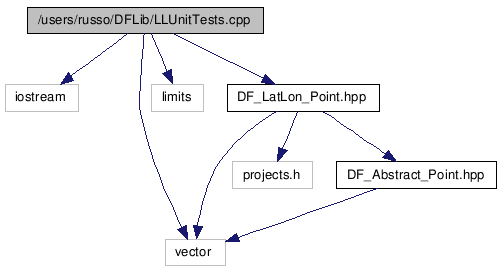 /users/russo/DFLib/LLUnitTests.cpp
iostream
limits
DF_LatLon_Point.hpp
projects.h
DF_Abstract_Point.hpp
vector